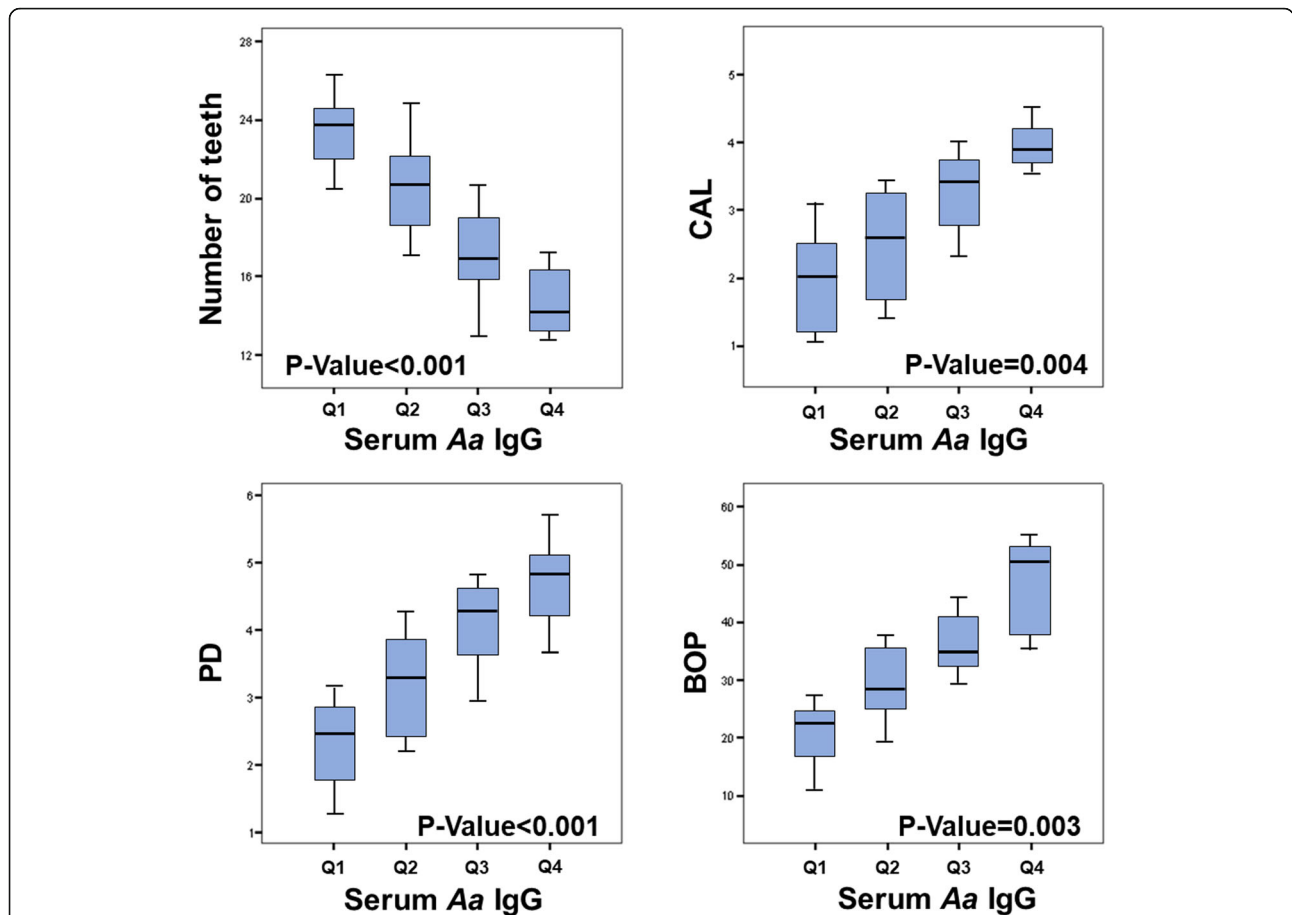 Number of teeth
28
24
20
16
12
P-Value<0.001
Q1 Q2 Q3 Q4
Serum Aa IgG
CAL
5
4
3
2
1
P-Value=0.004
Q1 Q2 Q3 Q4
Serum Aa IgG
PD
6
5
4
3
2
1
P-Value<0.001
Q1 Q2 Q3 Q4
Serum Aa IgG
BOP
60
50
40
30
20
10
P-Value=0.003
Q1 Q2 Q3 Q4
Serum Aa IgG